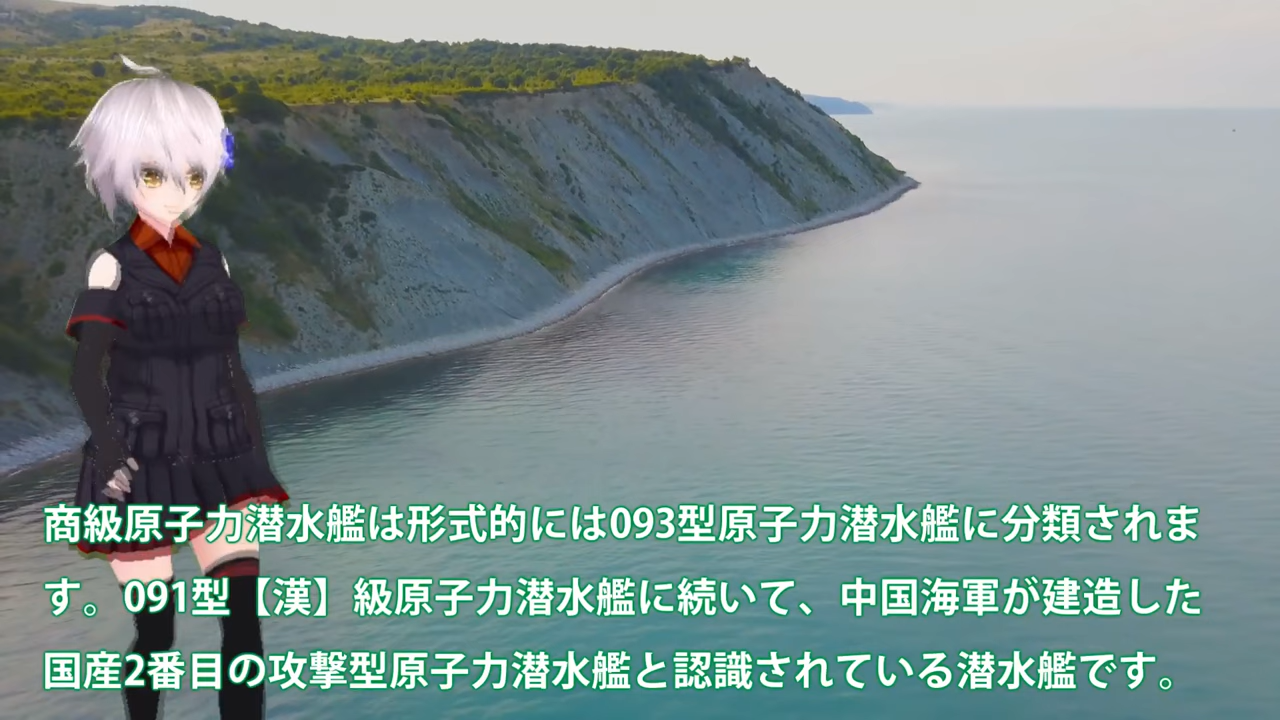 商級原子力潜水艦は形式的には093型原子力潜水艦に分類されま
す。091型【漢】級原子力潜水艦に続いて、中国海軍が建造した
国産2番目の攻撃型原子力潜水艦と認識されている潜水艦です。